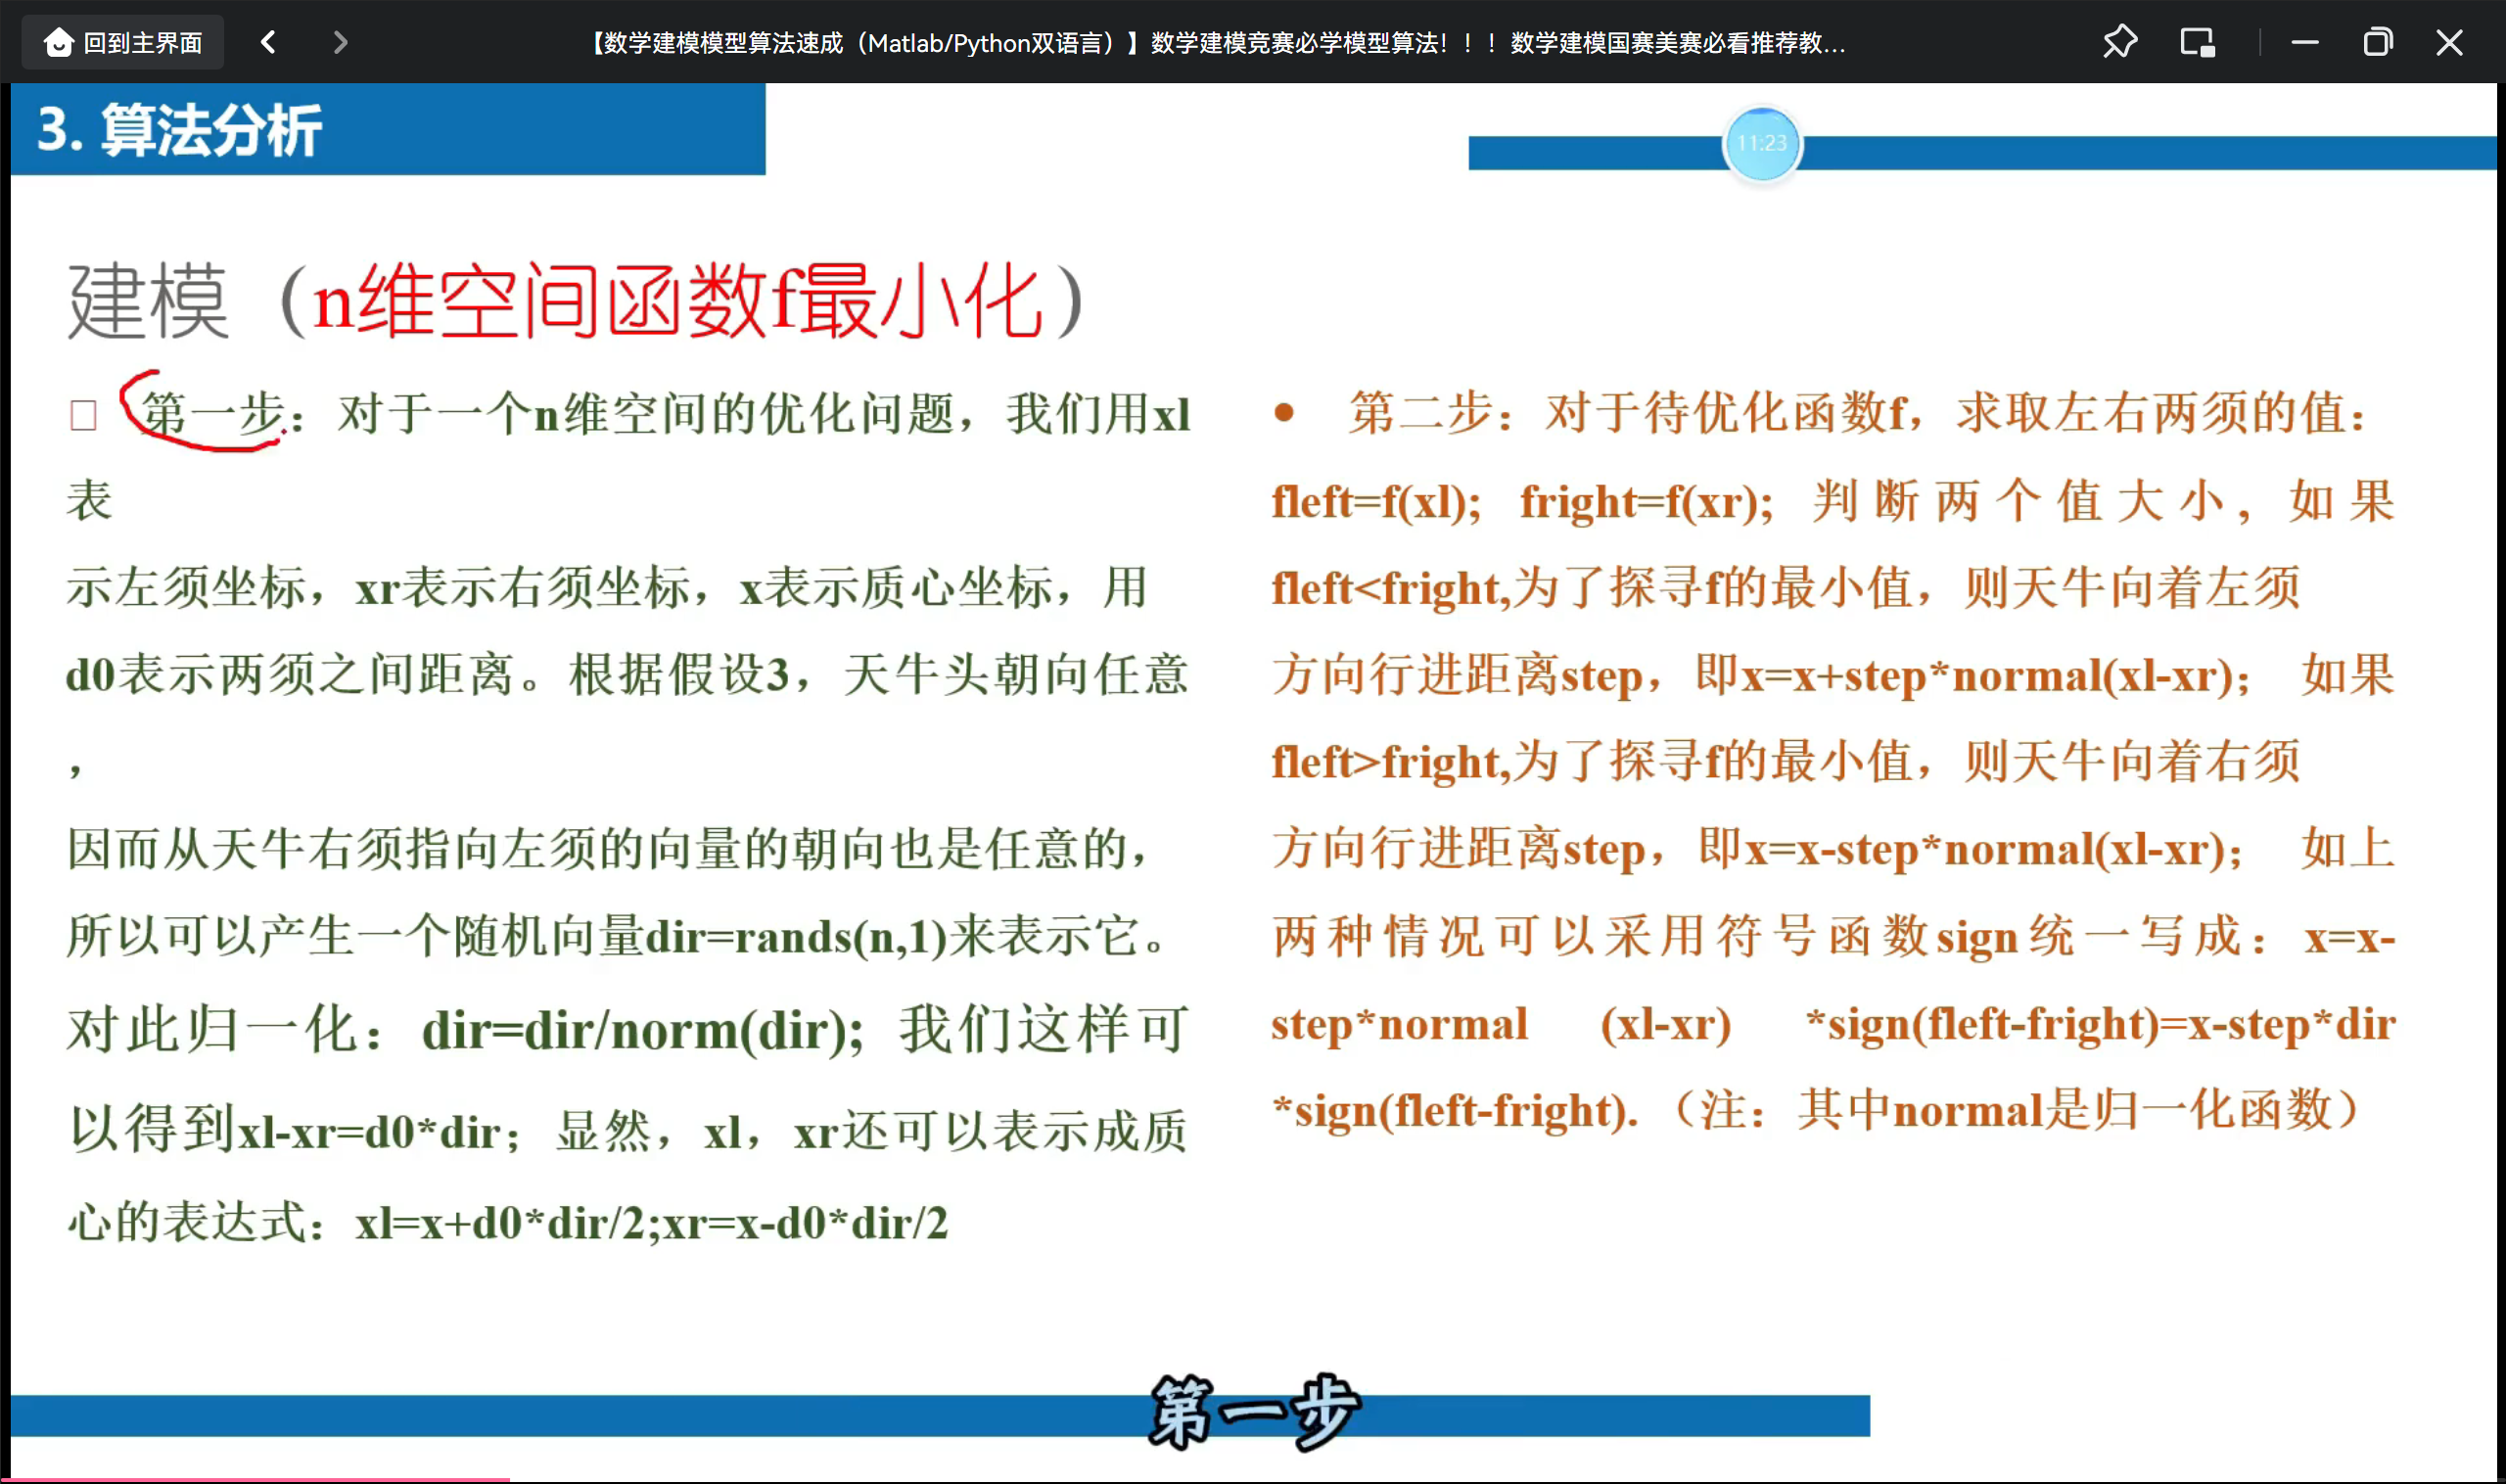 回到主界面
【数学建模模型算法速成（Matlab/Python双语言）】数学建模竞赛必学模型算法！！！数学建模国赛美赛必看推荐教...
3. 算法分析
11:23
建模（n维空间函数f最小化）
第一步：对于一个n维空间的优化问题，我们用xl
表
示左须坐标，xr表示右须坐标，x表示质心坐标，用
d0表示两须之间距离。根据假设3，天牛头朝向任意
，
因而从天牛右须指向左须的向量的朝向也是任意的，
所以可以产生一个随机向量dir=rands(n,1)来表示它。
对此归一化：dir=dir/norm(dir); 我们这样可
以得到xl-xr=d0*dir；显然，xl，xr还可以表示成质
心的表达式：xl=x+d0*dir/2;xr=x-d0*dir/2
• 第二步：对于待优化函数f，求取左右两须的值：
fleft=f(xl); fright=f(xr); 判断两个值大小, 如果
fleft<fright,为了探寻f的最小值，则天牛向着左须
方向行进距离step，即x=x+step*normal(xl-xr)； 如果
fleft>fright,为了探寻f的最小值，则天牛向着右须
方向行进距离step，即x=x-step*normal(xl-xr)； 如上
两种情况可以采用符号函数sign统一写成：x=x-
step*normal (xl-xr) *sign(fleft-fright)=x-step*dir
*sign(fleft-fright).（注：其中normal是归一化函数）
第一步